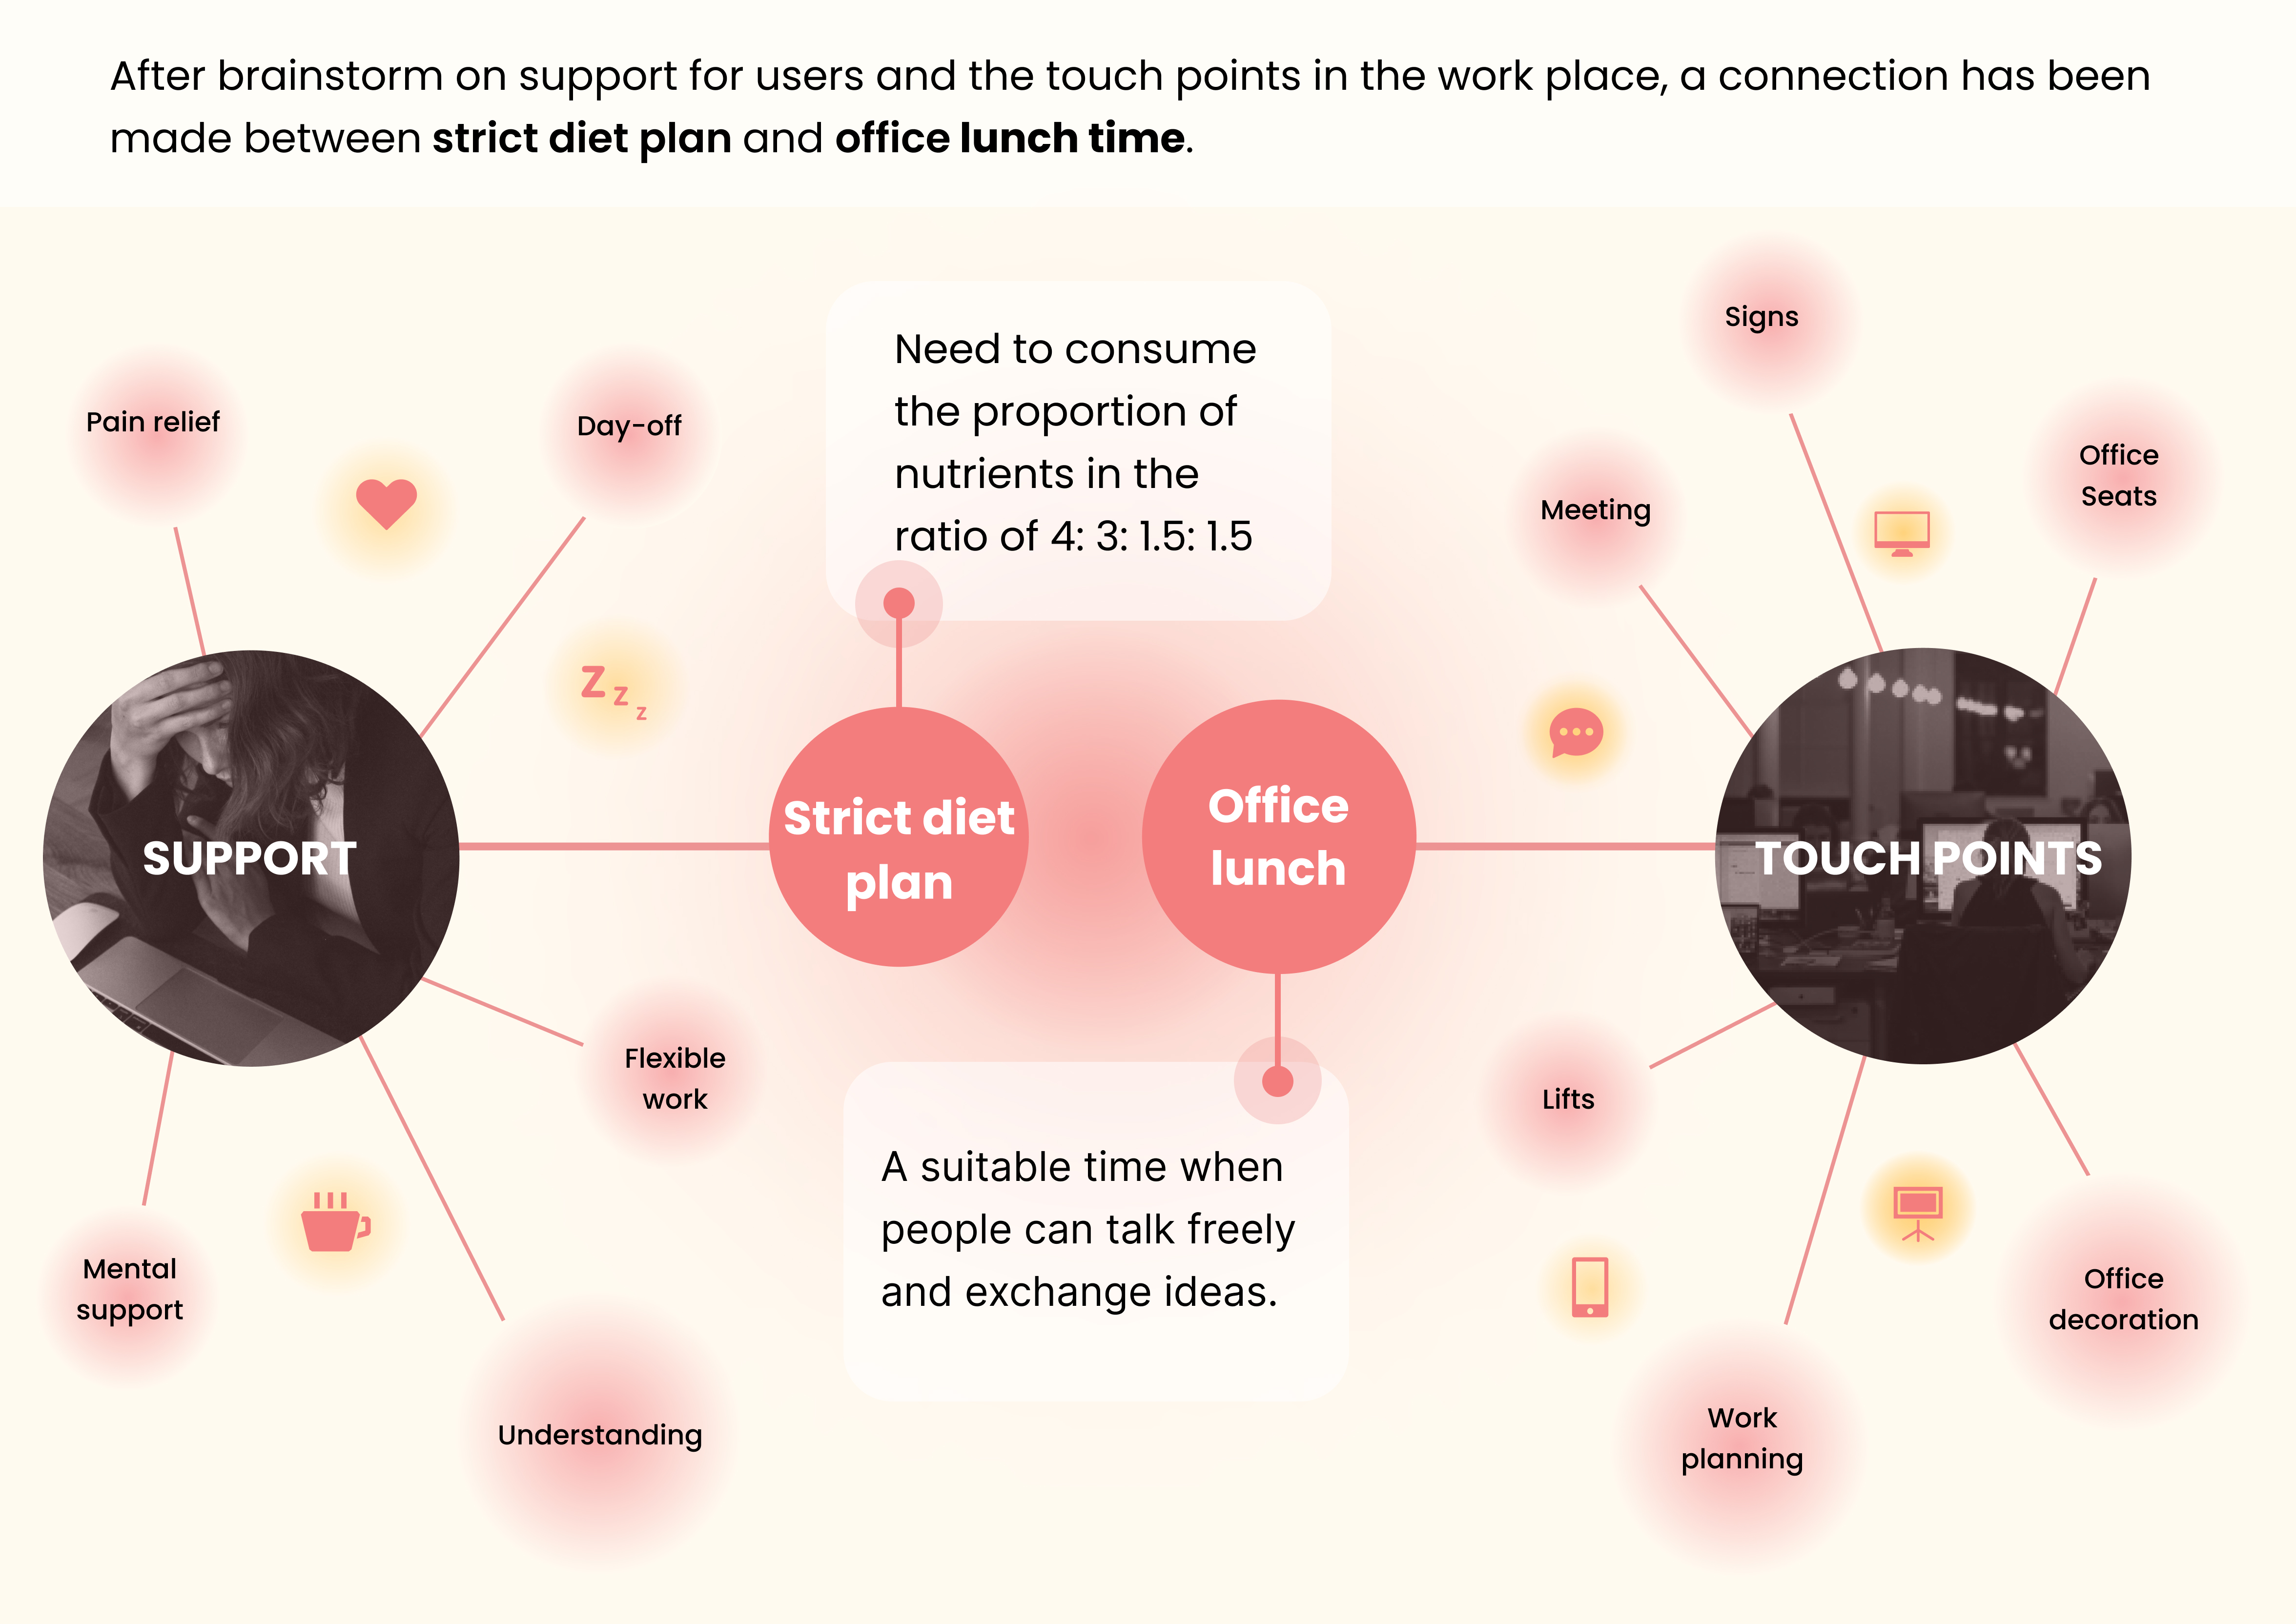 After brainstorm on support for users and the touch points in the work place, a connection has been
made between strict diet plan and office lunch time.
Pain relief
Day-off
Z z z
SUPPORT
Flexible
work
Mental
support
Understanding
Need to consume
the proportion of
nutrients in the
ratio of 4: 3: 1.5: 1.5
Strict diet
plan
Office
lunch
A suitable time when
people can talk freely
and exchange ideas.
Signs
Office
Seats
Meeting
TOUCH POINTS
Lifts
Office
decoration
Work
planning